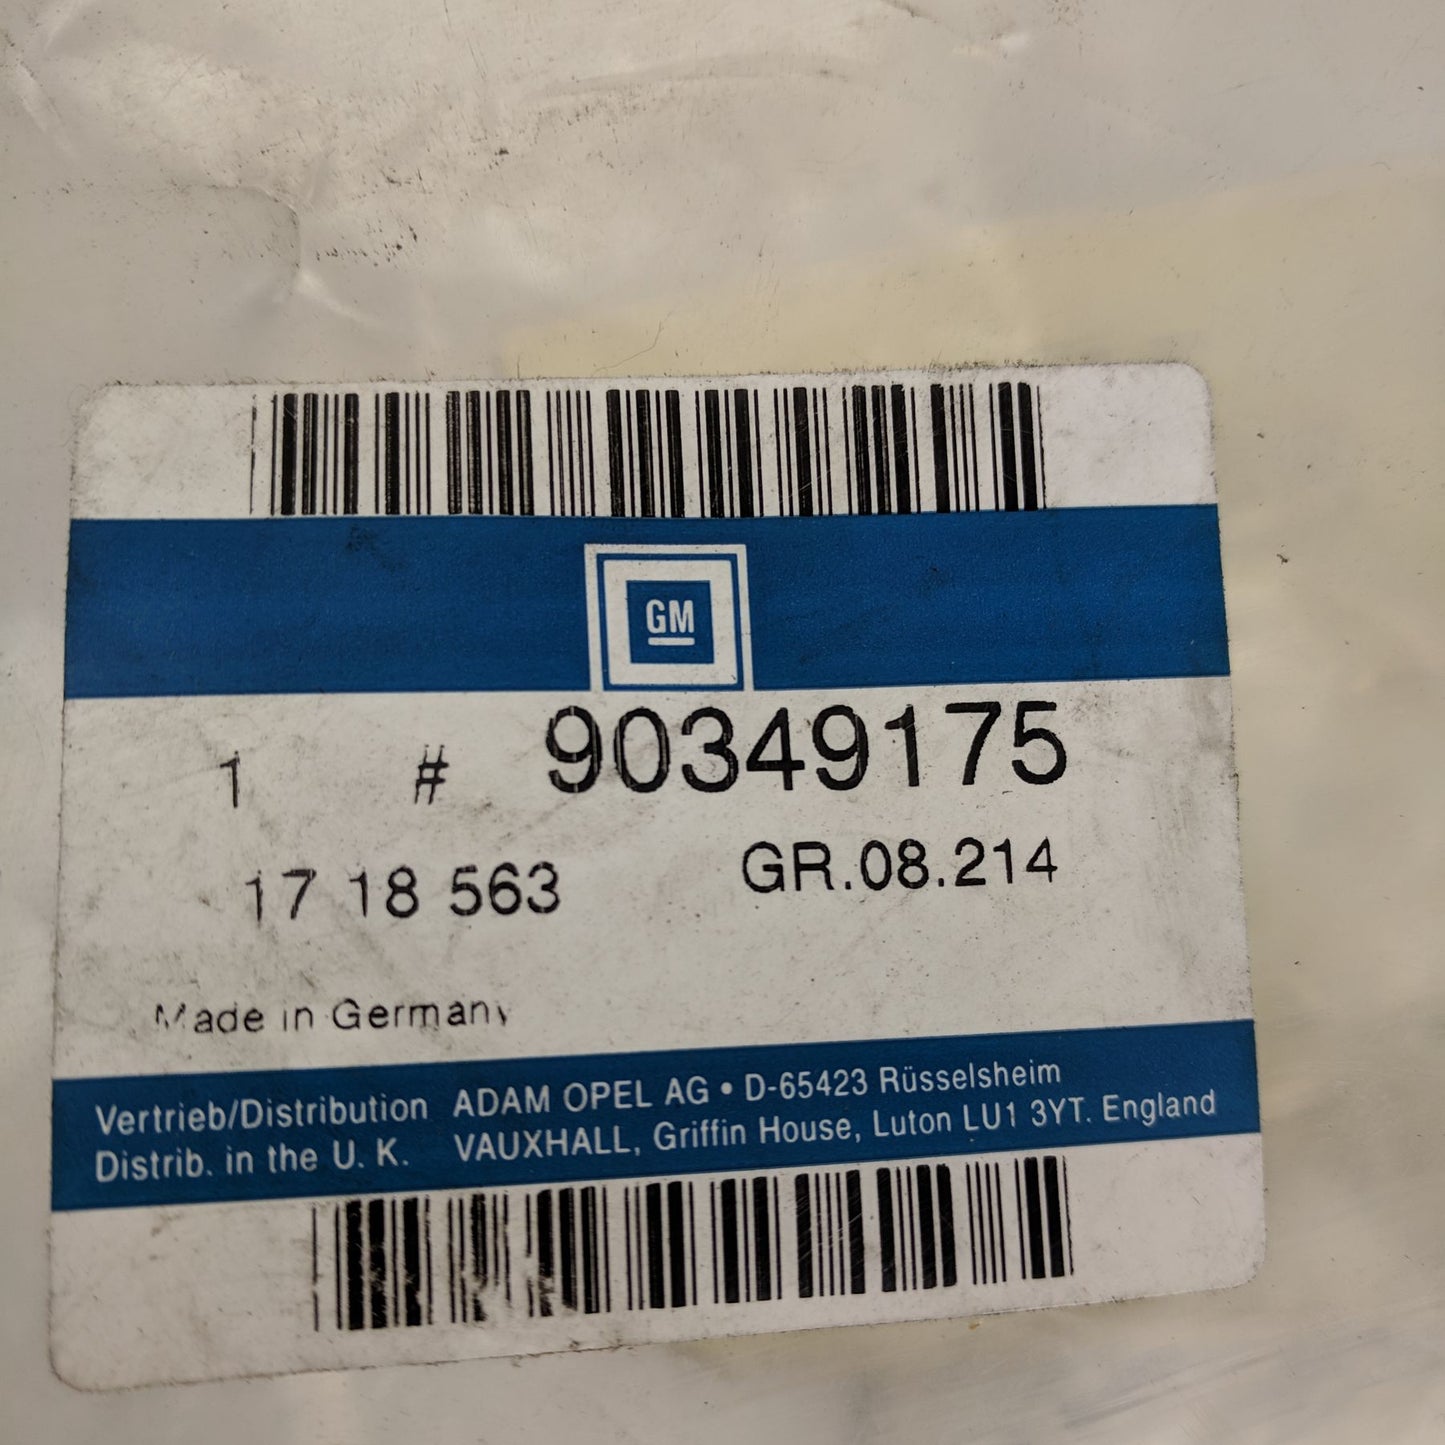 GM
1 # 90349175
17 18 563 GR.08.214
Made in Germany
Vertrieb/Distribution ADAM OPEL AG • D-65423 Rüsselsheim
Distrib. in the U. K. VAUXHALL, Griffin House, Luton LU1 3YT. England